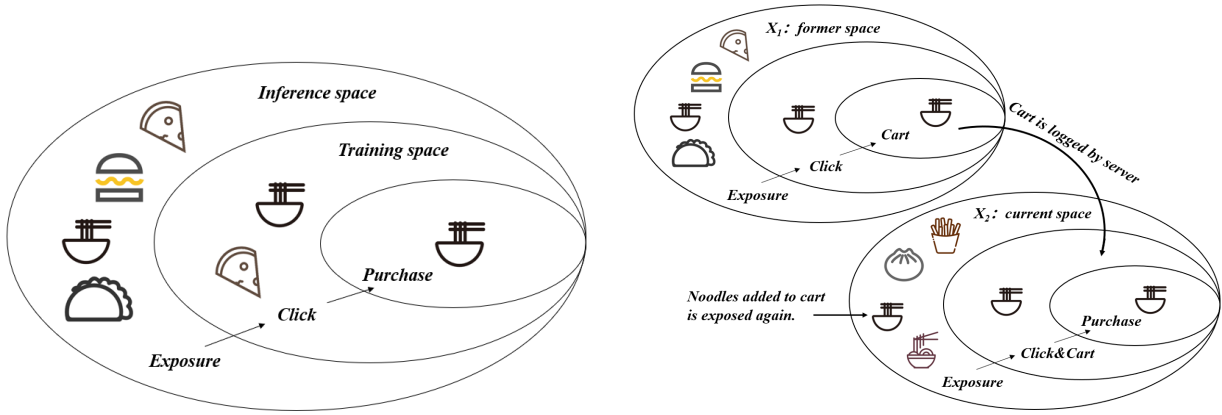 Inference space
Training space
Purchase
Click
Exposure
X₁: former space
Cart
Click
Exposure
Cart is logged by server
X₂: current space
Noodles added to cart
is exposed again.
Purchase
Click&Cart
Exposure